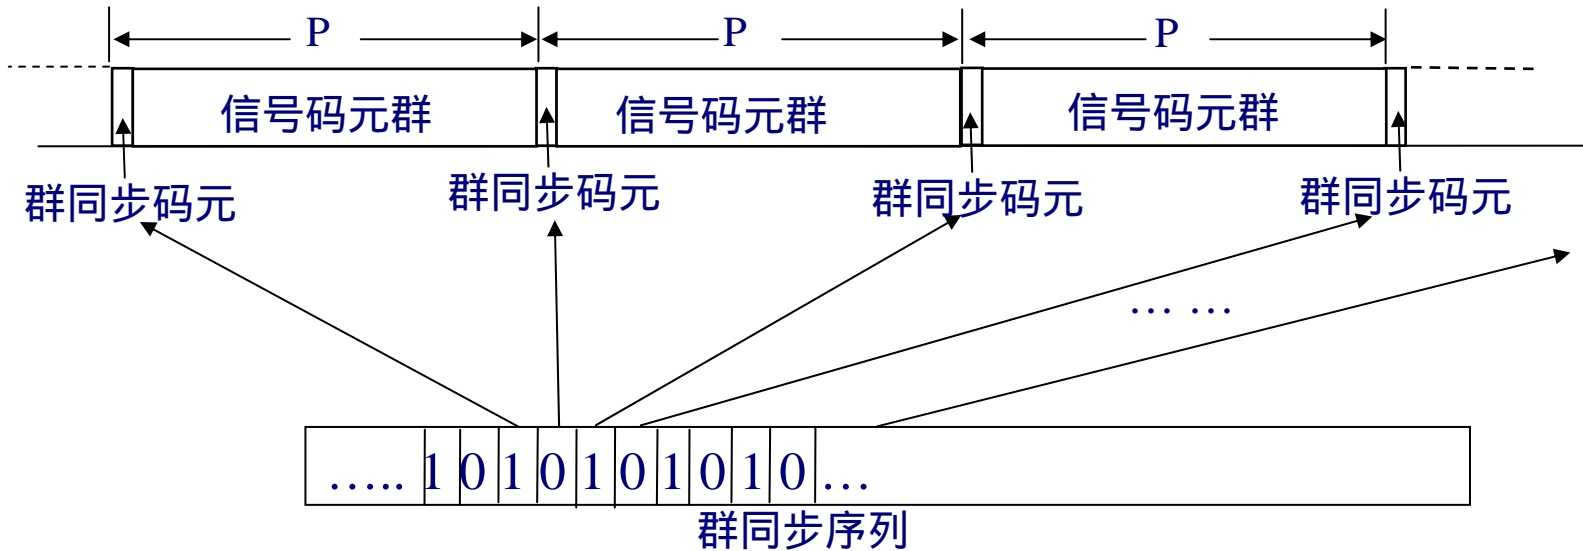 P P P
信号码元群 信号码元群 信号码元群
群同步码元 群同步码元 群同步码元 群同步码元
… …
….. 1 0 1 0 1 0 1 0 1 0 …
群同步序列